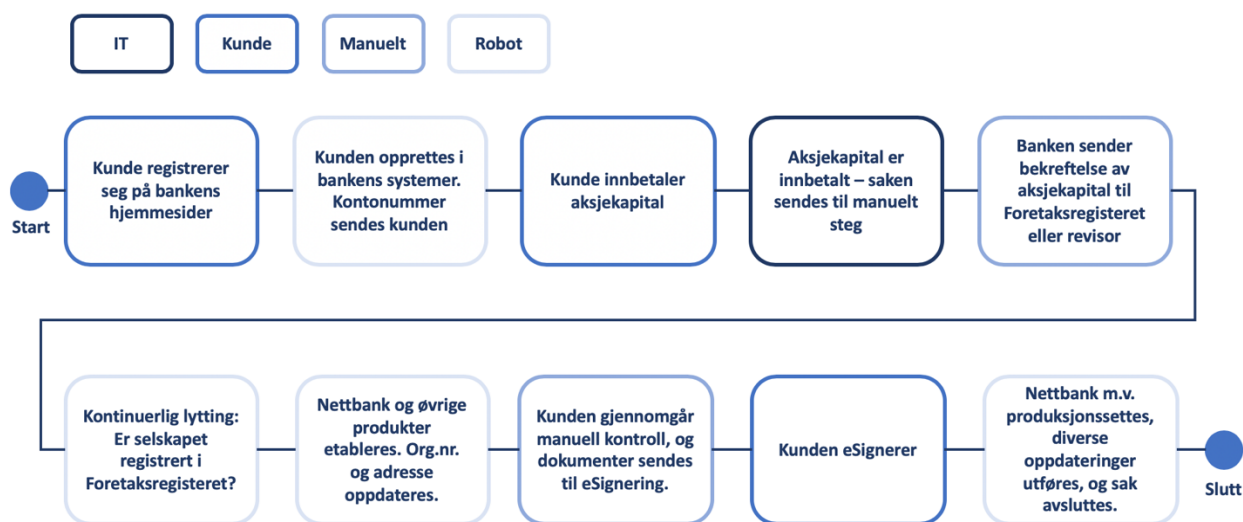 IT
Kunde
Manuelt
Robot
Start
Kunde registrerer
seg på bankens
hjemmesider
Kunden opprettes i
bankens systemer.
Kontonummer
sendes kunden
Kunde innbetaler
aksjekapital
Aksjekapital er
innbetalt – saken
sendes til manuelt
steg
Banken sender
bekreftelse av
aksjekapital til
Foretaksregisteret
eller revisor
Kontinuerlig lytting:
Er selskapet
registrert i
Foretaksregisteret?
Nettbank og øvrige
produkter
etableres. Org.nr.
og adresse
oppdateres.
Kunden gjennomgår
manuell kontroll, og
dokumenter sendes
til eSignering.
Kunden eSignerer
Nettbank m.v.
produksjonssettes,
diverse
oppdateringer
utføres, og sak
avsluttes.
Slutt